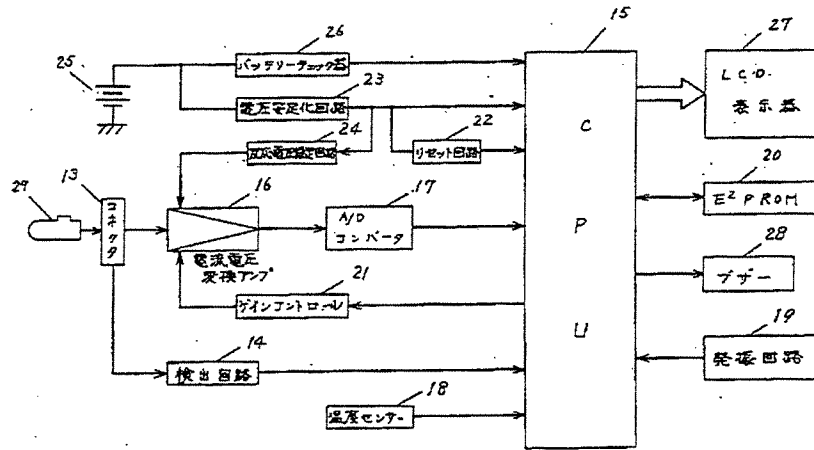 26
15
27
25
バッテリーチェック器
23
電圧安定化回路
24
22
反応電圧設定回路
リセット回路
L C D.
表示器
20
E² P ROM
29
13
コネクタ
16
17
A/D
コンバータ
電流電圧
変換アンプ
28
ブザー
21
ゲインコントロール
C
P
U
19
発振回路
14
検出回路
18
温度センサー